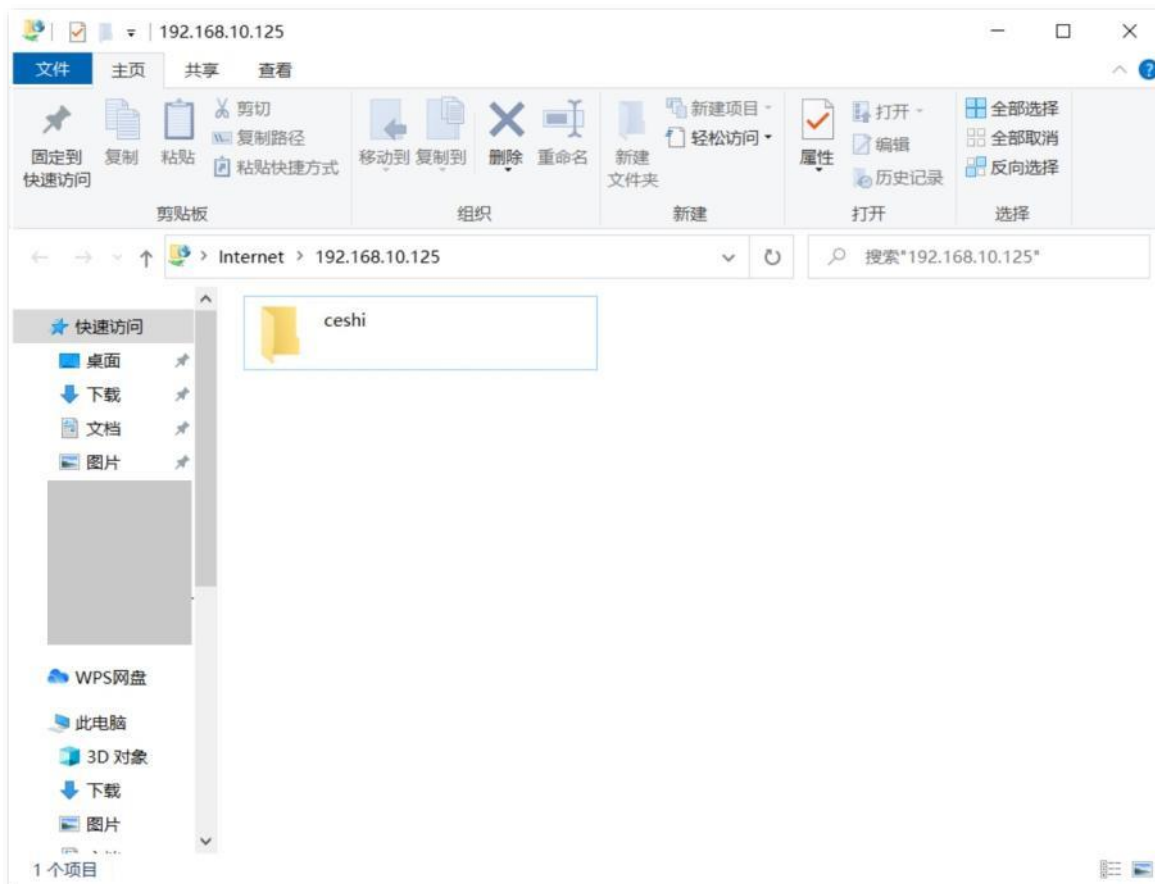 192.168.10.125
文件 主页 共享 查看
固定到
快速访问
复制
粘贴
剪切
复制路径
粘贴快捷方式
剪贴板
移动到
复制到
删除
重命名
组织
新建
文件夹
新建项目
轻松访问
新建
属性
打开
编辑
历史记录
打开
全部选择
全部取消
反向选择
选择
Internet > 192.168.10.125
搜索"192.168.10.125"
快速访问
桌面
下载
文档
图片
WPS网盘
此电脑
3D 对象
下载
图片
ceshi
1 个项目